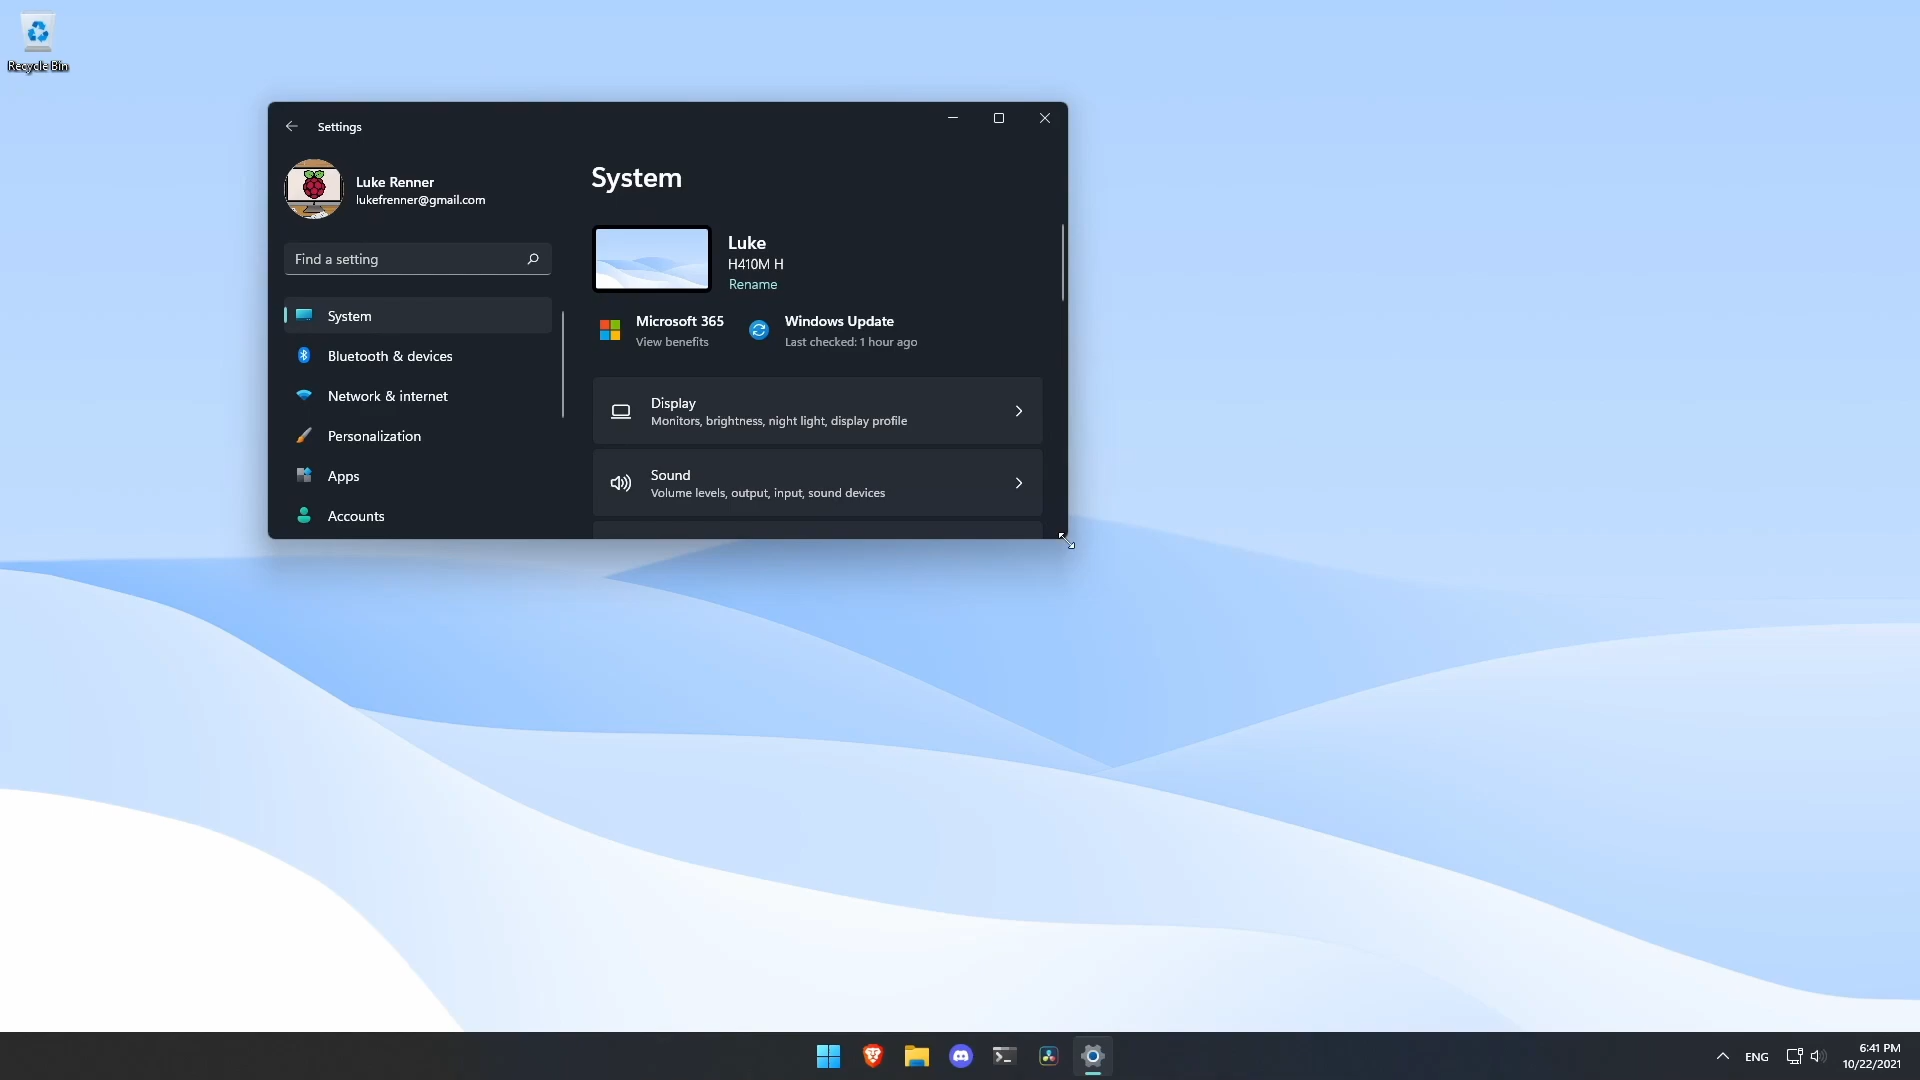 Recycle Bin
Settings
Luke Renner
lukefrenner@gmail.com
Find a setting
System
Bluetooth & devices
Network & internet
Personalization
Apps
Accounts
System
Luke
H410M H
Rename
Microsoft 365
View benefits
Windows Update
Last checked: 1 hour ago
Display
Monitors, brightness, night light, display profile
Sound
Volume levels, output, input, sound devices
ENG
6:41 PM
10/22/2021